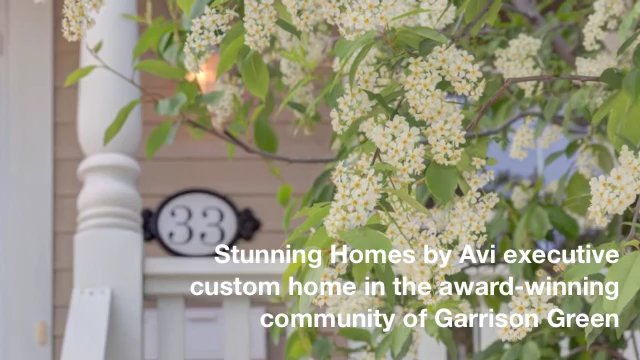 33
Stunning Homes by Avi executive
custom home in the award-winning
community of Garrison Green